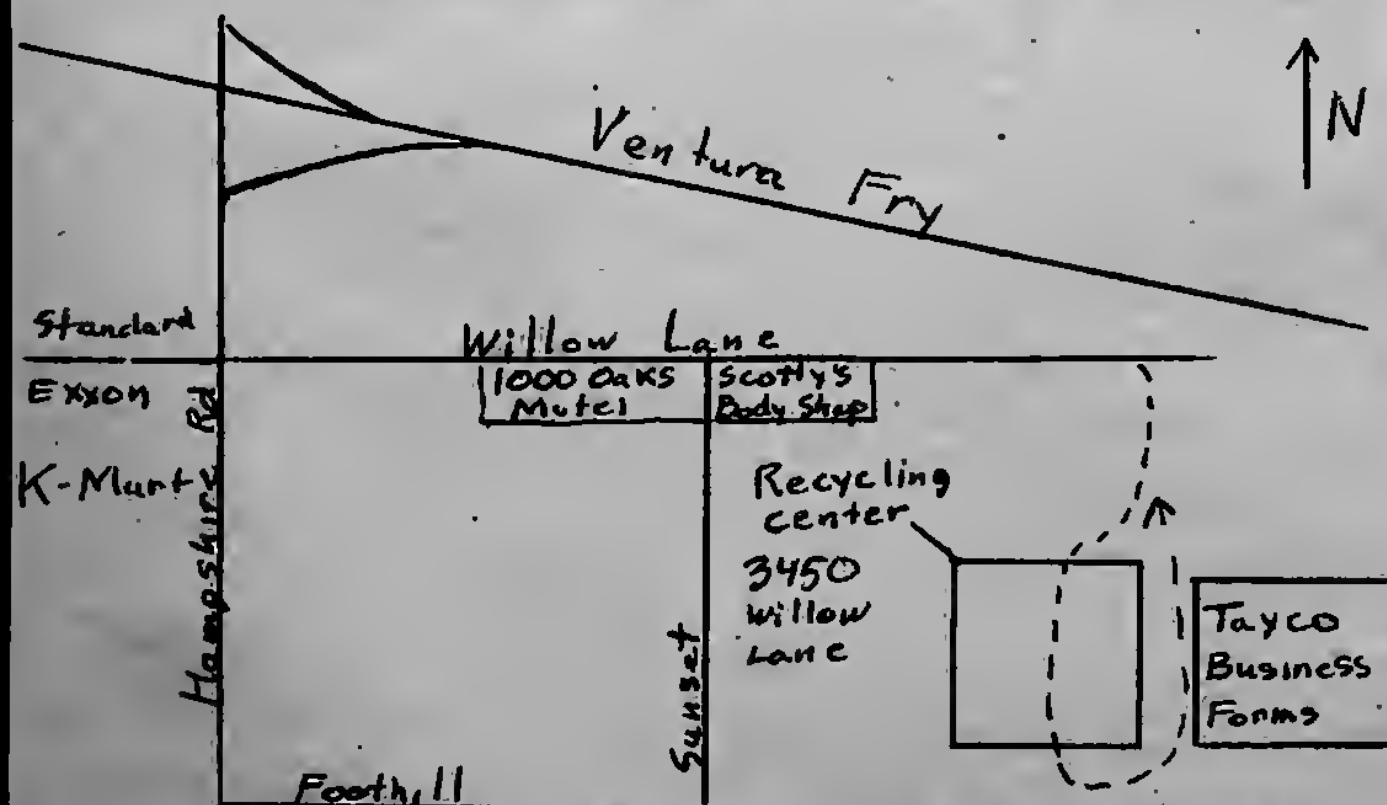 Ventura Fry
N
Standard
Willow Lane
Exxon
1000 Oaks
Motel
Scotty's
Body Shop
Hampshire Rd
K-Mart
Recycling
center
3450
Willow
Lane
Sunset
Tayco
Business
Forms
Foothill